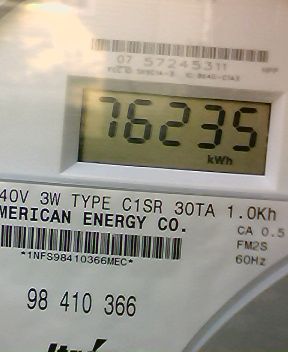 07 57245311
76235
kWh
40V 3W TYPE C1SR 30TA 1.0Kh
MERICAN ENERGY CO.
CA 0.5
FM2S
60Hz
*1NFS98410366MEC*
98 410 366